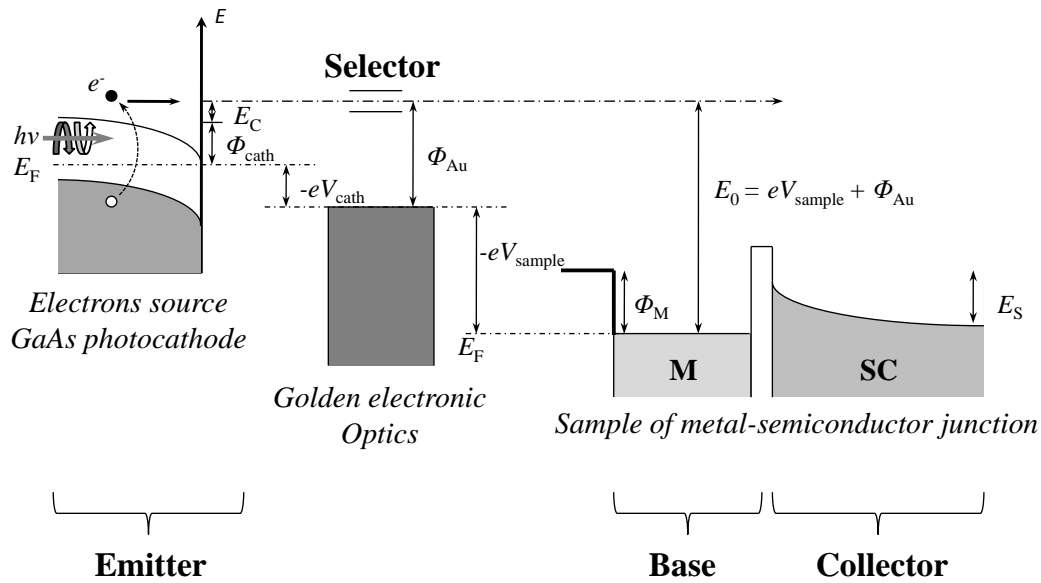 E
Selector
e-
E_C
hν
Φ_cath
E_F
Φ_Au
-eV_cath
E_0 = eV_sample + Φ_Au
-eV_sample
Φ_M
E_S
Electrons source
GaAs photocathode
E_F
M
SC
Golden electronic
Optics
Sample of metal-semiconductor junction
Emitter
Base
Collector